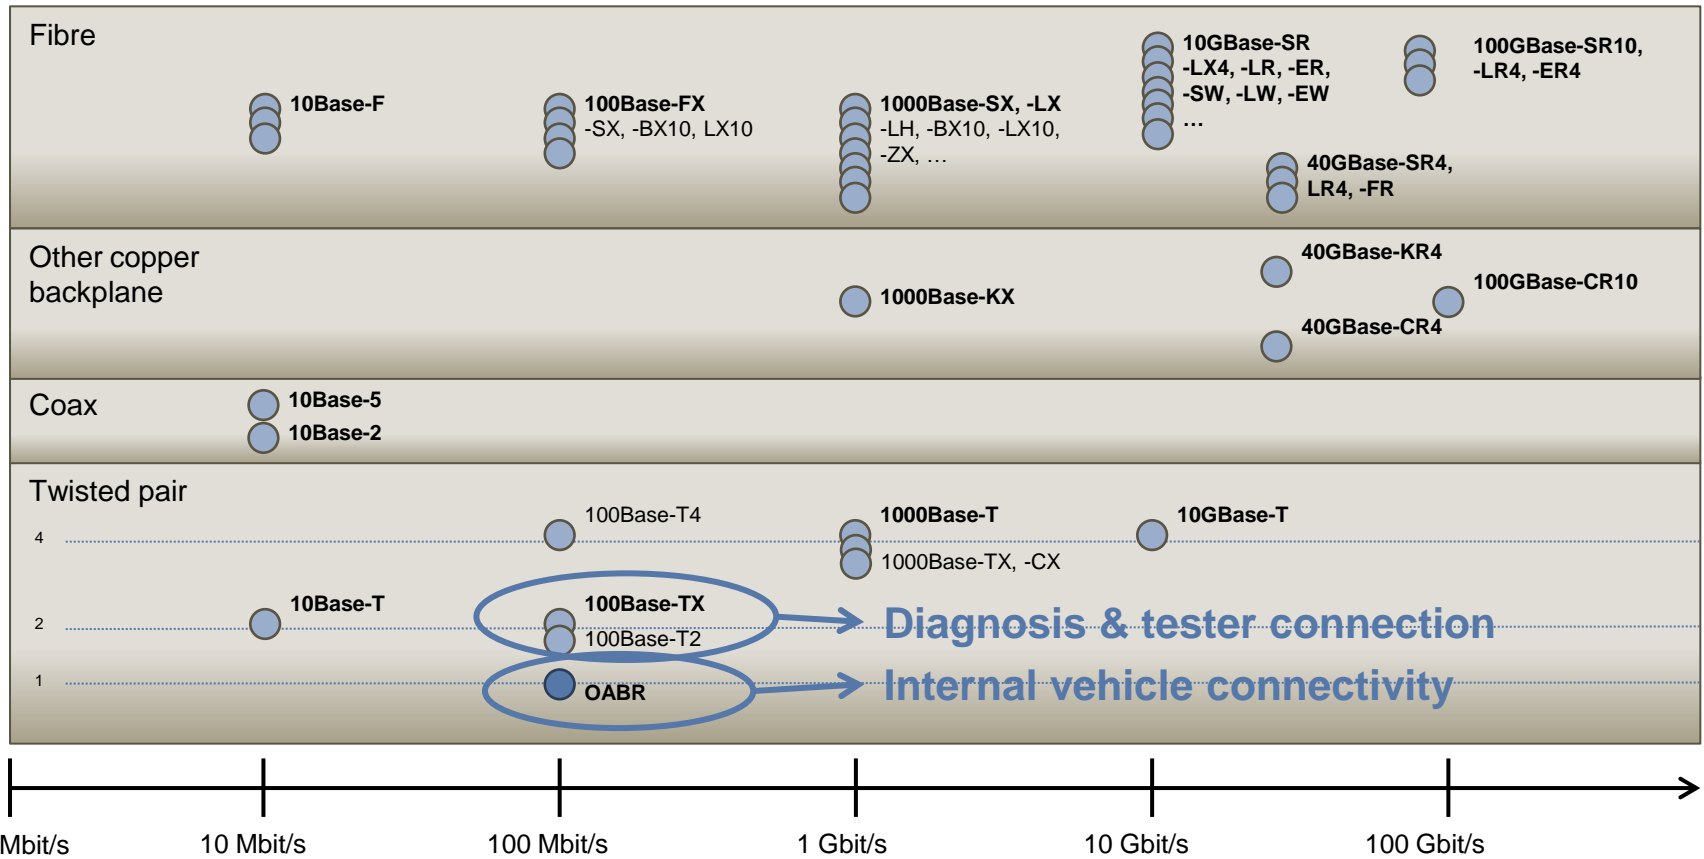 Fibre
10Base-F
100Base-FX
-SX, -BX10, LX10
1000Base-SX, -LX
-LH, -BX10, -LX10,
-ZX, …
10GBase-SR
-LX4, -LR, -ER,
-SW, -LW, -EW
…
40GBase-SR4,
LR4, -FR
100GBase-SR10,
-LR4, -ER4
Other copper
backplane
1000Base-KX
40GBase-KR4
40GBase-CR4
100GBase-CR10
Coax
10Base-5
10Base-2
Twisted pair
4
100Base-T4
1000Base-T
1000Base-TX, -CX
10GBase-T
2
10Base-T
100Base-TX
100Base-T2
Diagnosis & tester connection
1
OABR
Internal vehicle connectivity
Mbit/s
10 Mbit/s
100 Mbit/s
1 Gbit/s
10 Gbit/s
100 Gbit/s